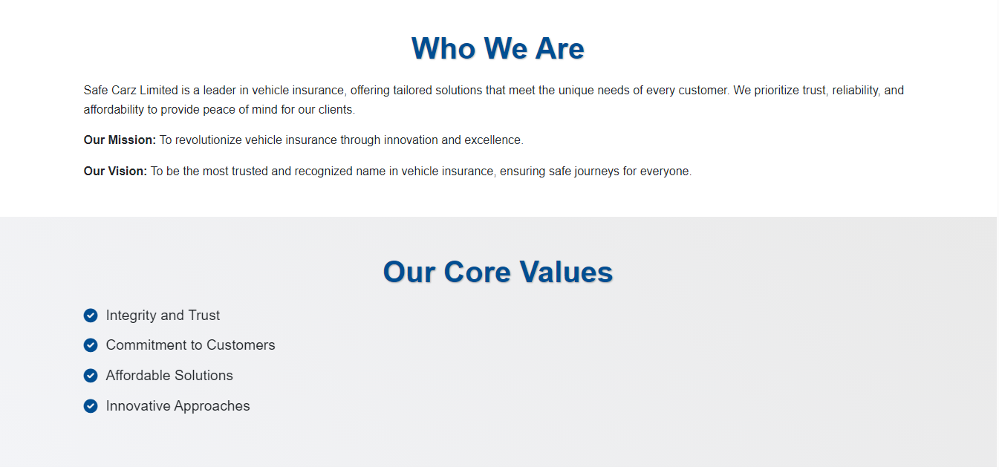 Who We Are
Safe Carz Limited is a leader in vehicle insurance, offering tailored solutions that meet the unique needs of every customer. We prioritize trust, reliability, and
affordability to provide peace of mind for our clients.
Our Mission: To revolutionize vehicle insurance through innovation and excellence.
Our Vision: To be the most trusted and recognized name in vehicle insurance, ensuring safe journeys for everyone.
Our Core Values
Integrity and Trust
Commitment to Customers
Affordable Solutions
Innovative Approaches